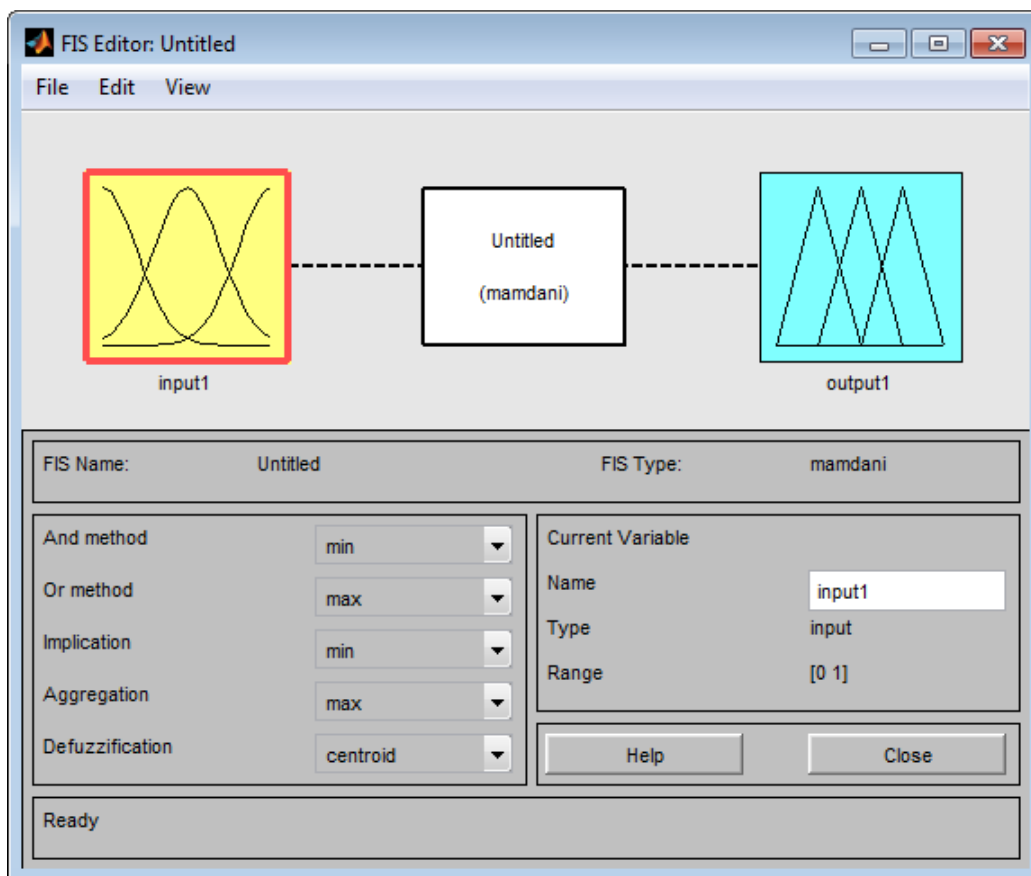 FIS Editor: Untitled
File Edit View
Untitled
(mamdani)
input1
output1
FIS Name: Untitled FIS Type: mamdani
And method min
Or method max
Implication min
Aggregation max
Defuzzification centroid
Current Variable
Name input1
Type input
Range [0 1]
Help Close
Ready